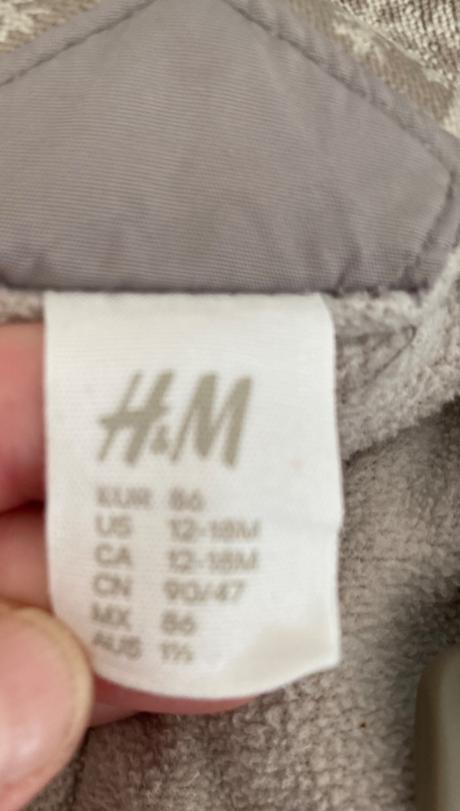 H&M
EUR 86
US 12-18M
CA 12-18M
CN 90/47
MX 86
AUS 1½